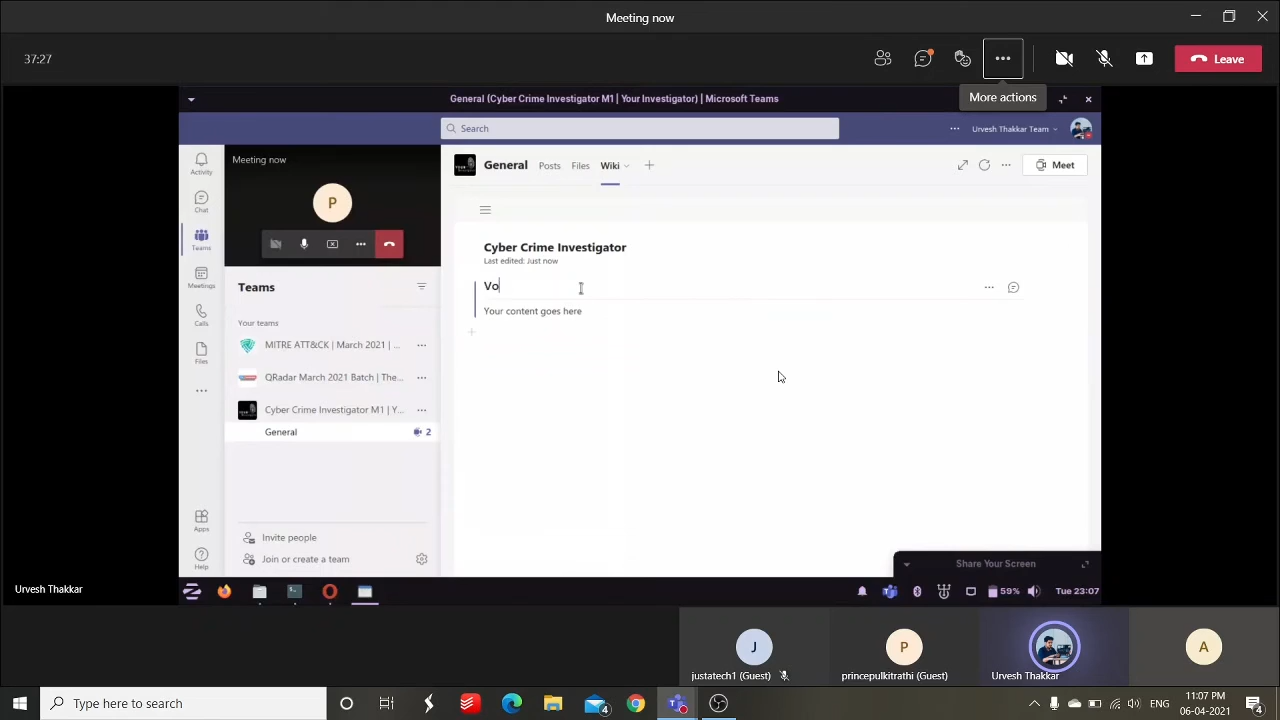 Meeting now
37:27
Leave
More actions
General (Cyber Crime Investigator M1 | Your Investigator) | Microsoft Teams
Search
Urvesh Thakkar Team
Activity
Chat
Teams
Meetings
Calls
Files
Apps
Help
Meeting now
P
Teams
Your teams
MITRE ATT&CK | March 2021 | ...
QRadar March 2021 Batch | The...
Cyber Crime Investigator M1 | Y...
General
2
Invite people
Join or create a team
General
Posts
Files
Wiki
Meet
Cyber Crime Investigator
Last edited: Just now
Vo
Your content goes here
Share Your Screen
59%
Tue 23:07
Urvesh Thakkar
J
justatech1 (Guest)
P
princepulkitrathi (Guest)
Urvesh Thakkar
A
Type here to search
4
11:07 PM
06-04-2021
4